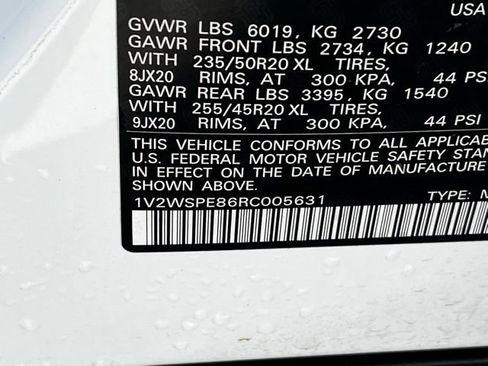 USA
GVWR LBS 6019, KG 2730
GAWR FRONT LBS 2734, KG 1240
WITH 235/50R20 XL TIRES,
8JX20 RIMS, AT 300 KPA, 44 PSI
GAWR REAR LBS 3395, KG 1540
WITH 255/45R20 XL TIRES,
9JX20 RIMS, AT 300 KPA, 44 PSI
THIS VEHICLE CONFORMS TO ALL APPLICABL
U.S. FEDERAL MOTOR VEHICLE SAFETY STAN
IN EFFECT ON THE DATE OF MANUFACTURE
SHOWN ABOVE.
1V2WSPE86RC005631 TYPE: M